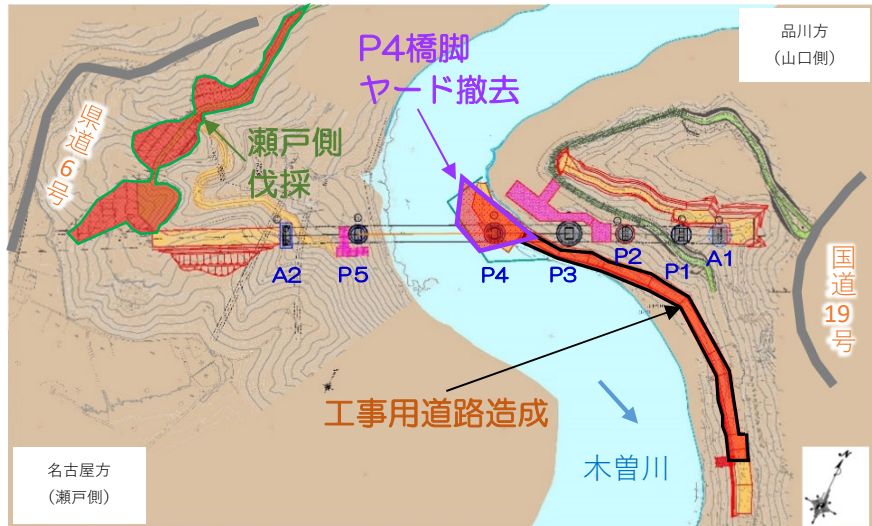 品川方
（山口側）
P4橋脚
ヤード撤去
県道6号
瀬戸側
伐採
A2
P5
P4
P3
P2
P1
A1
国道19号
工事用道路造成
木曽川
名古屋方
（瀬戸側）